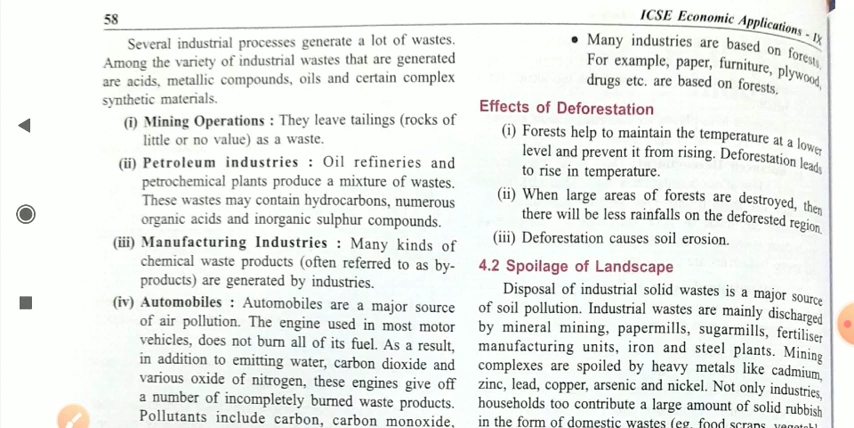 58
ICSE Economic Applications - IX
Several industrial processes generate a lot of wastes.
Among the variety of industrial wastes that are generated
are acids, metallic compounds, oils and certain complex
synthetic materials.
(i) Mining Operations : They leave tailings (rocks of
little or no value) as a waste.
(ii) Petroleum industries : Oil refineries and
petrochemical plants produce a mixture of wastes.
These wastes may contain hydrocarbons, numerous
organic acids and inorganic sulphur compounds.
(iii) Manufacturing Industries : Many kinds of
chemical waste products (often referred to as by-
products) are generated by industries.
(iv) Automobiles : Automobiles are a major source
of air pollution. The engine used in most motor
vehicles, does not burn all of its fuel. As a result,
in addition to emitting water, carbon dioxide and
various oxide of nitrogen, these engines give off
a number of incompletely burned waste products.
Pollutants include carbon, carbon monoxide,
• Many industries are based on forests.
For example, paper, furniture, plywood,
drugs etc. are based on forests.
Effects of Deforestation
(i) Forests help to maintain the temperature at a lower
level and prevent it from rising. Deforestation leads
to rise in temperature.
(ii) When large areas of forests are destroyed, then
there will be less rainfalls on the deforested region.
(iii) Deforestation causes soil erosion.
4.2 Spoilage of Landscape
Disposal of industrial solid wastes is a major source
of soil pollution. Industrial wastes are mainly discharged
by mineral mining, papermills, sugarmills, fertiliser
manufacturing units, iron and steel plants. Mining
complexes are spoiled by heavy metals like cadmium,
zinc, lead, copper, arsenic and nickel. Not only industries,
households too contribute a large amount of solid rubbish
in the form of domestic wastes (eg. food scraps,